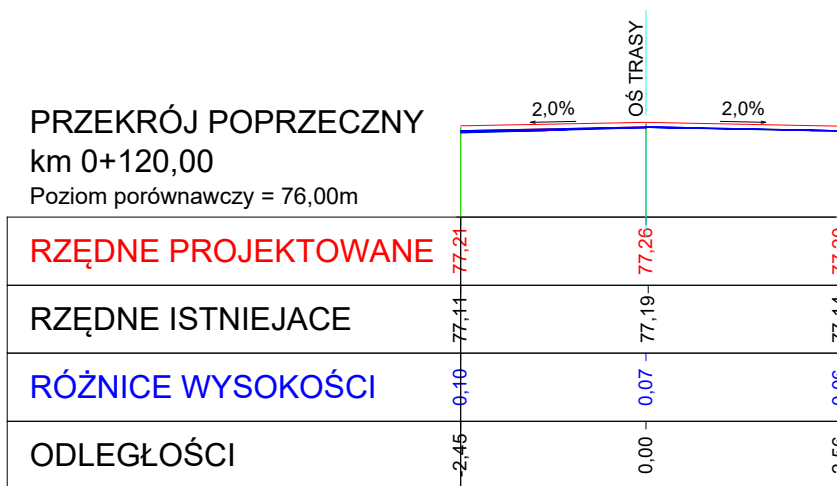 OŚ TRASY
2,0% 2,0%
PRZEKRÓJ POPRZECZNY
km 0+120,00
Poziom porównawczy = 76,00m
RZĘDNE PROJEKTOWANE 77,21 77,26
RZĘDNE ISTNIEJACE 77,11 77,19
RÓŻNICE WYSOKOŚCI 0,10 0,07
ODLEGŁOŚCI -2,45 0,00